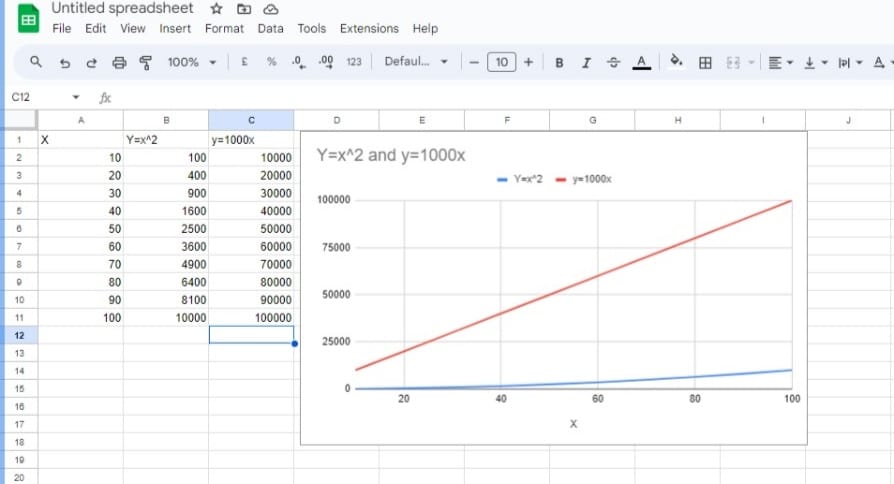 Untitled spreadsheet
File Edit View Insert Format Data Tools Extensions Help
100% £ % .0 .00 123 Defaul... - 10 + B I S A A
C12 fx
A B C D E F G H I J
1 X Y=x^2 y=1000x
2 10 100 10000
3 20 400 20000
4 30 900 30000
5 40 1600 40000
6 50 2500 50000
7 60 3600 60000
8 70 4900 70000
9 80 6400 80000
10 90 8100 90000
11 100 10000 100000
12
13
14
15
16
17
18
19
20
Y=x^2 and y=1000x
Y=x^2 y=1000x
100000
75000
50000
25000
0
20 40 60 80 100
X